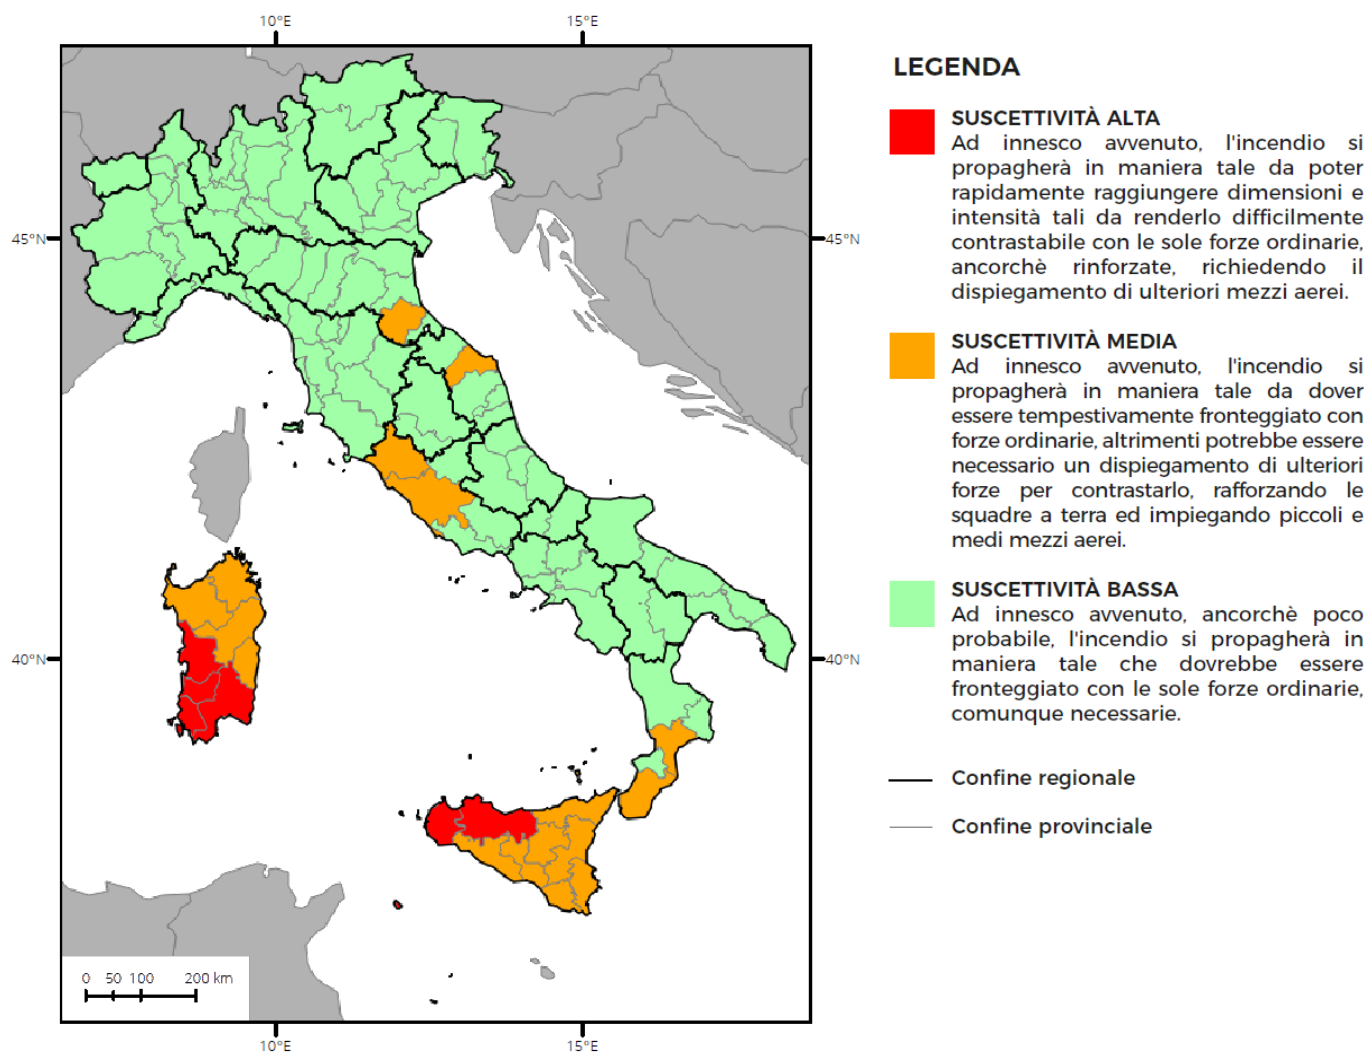 10°E 15°E
45°N 45°N
40°N 40°N
0 50 100 200 km
10°E 15°E
LEGENDA
SUSCETTIVITÀ ALTA
Ad innesco avvenuto, l'incendio si
propagherà in maniera tale da poter
rapidamente raggiungere dimensioni e
intensità tali da renderlo difficilmente
contrastabile con le sole forze ordinarie,
ancorchè rinforzate, richiedendo il
dispiegamento di ulteriori mezzi aerei.
SUSCETTIVITÀ MEDIA
Ad innesco avvenuto, l'incendio si
propagherà in maniera tale da dover
essere tempestivamente fronteggiato con
forze ordinarie, altrimenti potrebbe essere
necessario un dispiegamento di ulteriori
forze per contrastarlo, rafforzando le
squadre a terra ed impiegando piccoli e
medi mezzi aerei.
SUSCETTIVITÀ BASSA
Ad innesco avvenuto, ancorchè poco
probabile, l'incendio si propagherà in
maniera tale che dovrebbe essere
fronteggiato con le sole forze ordinarie,
comunque necessarie.
Confine regionale
Confine provinciale